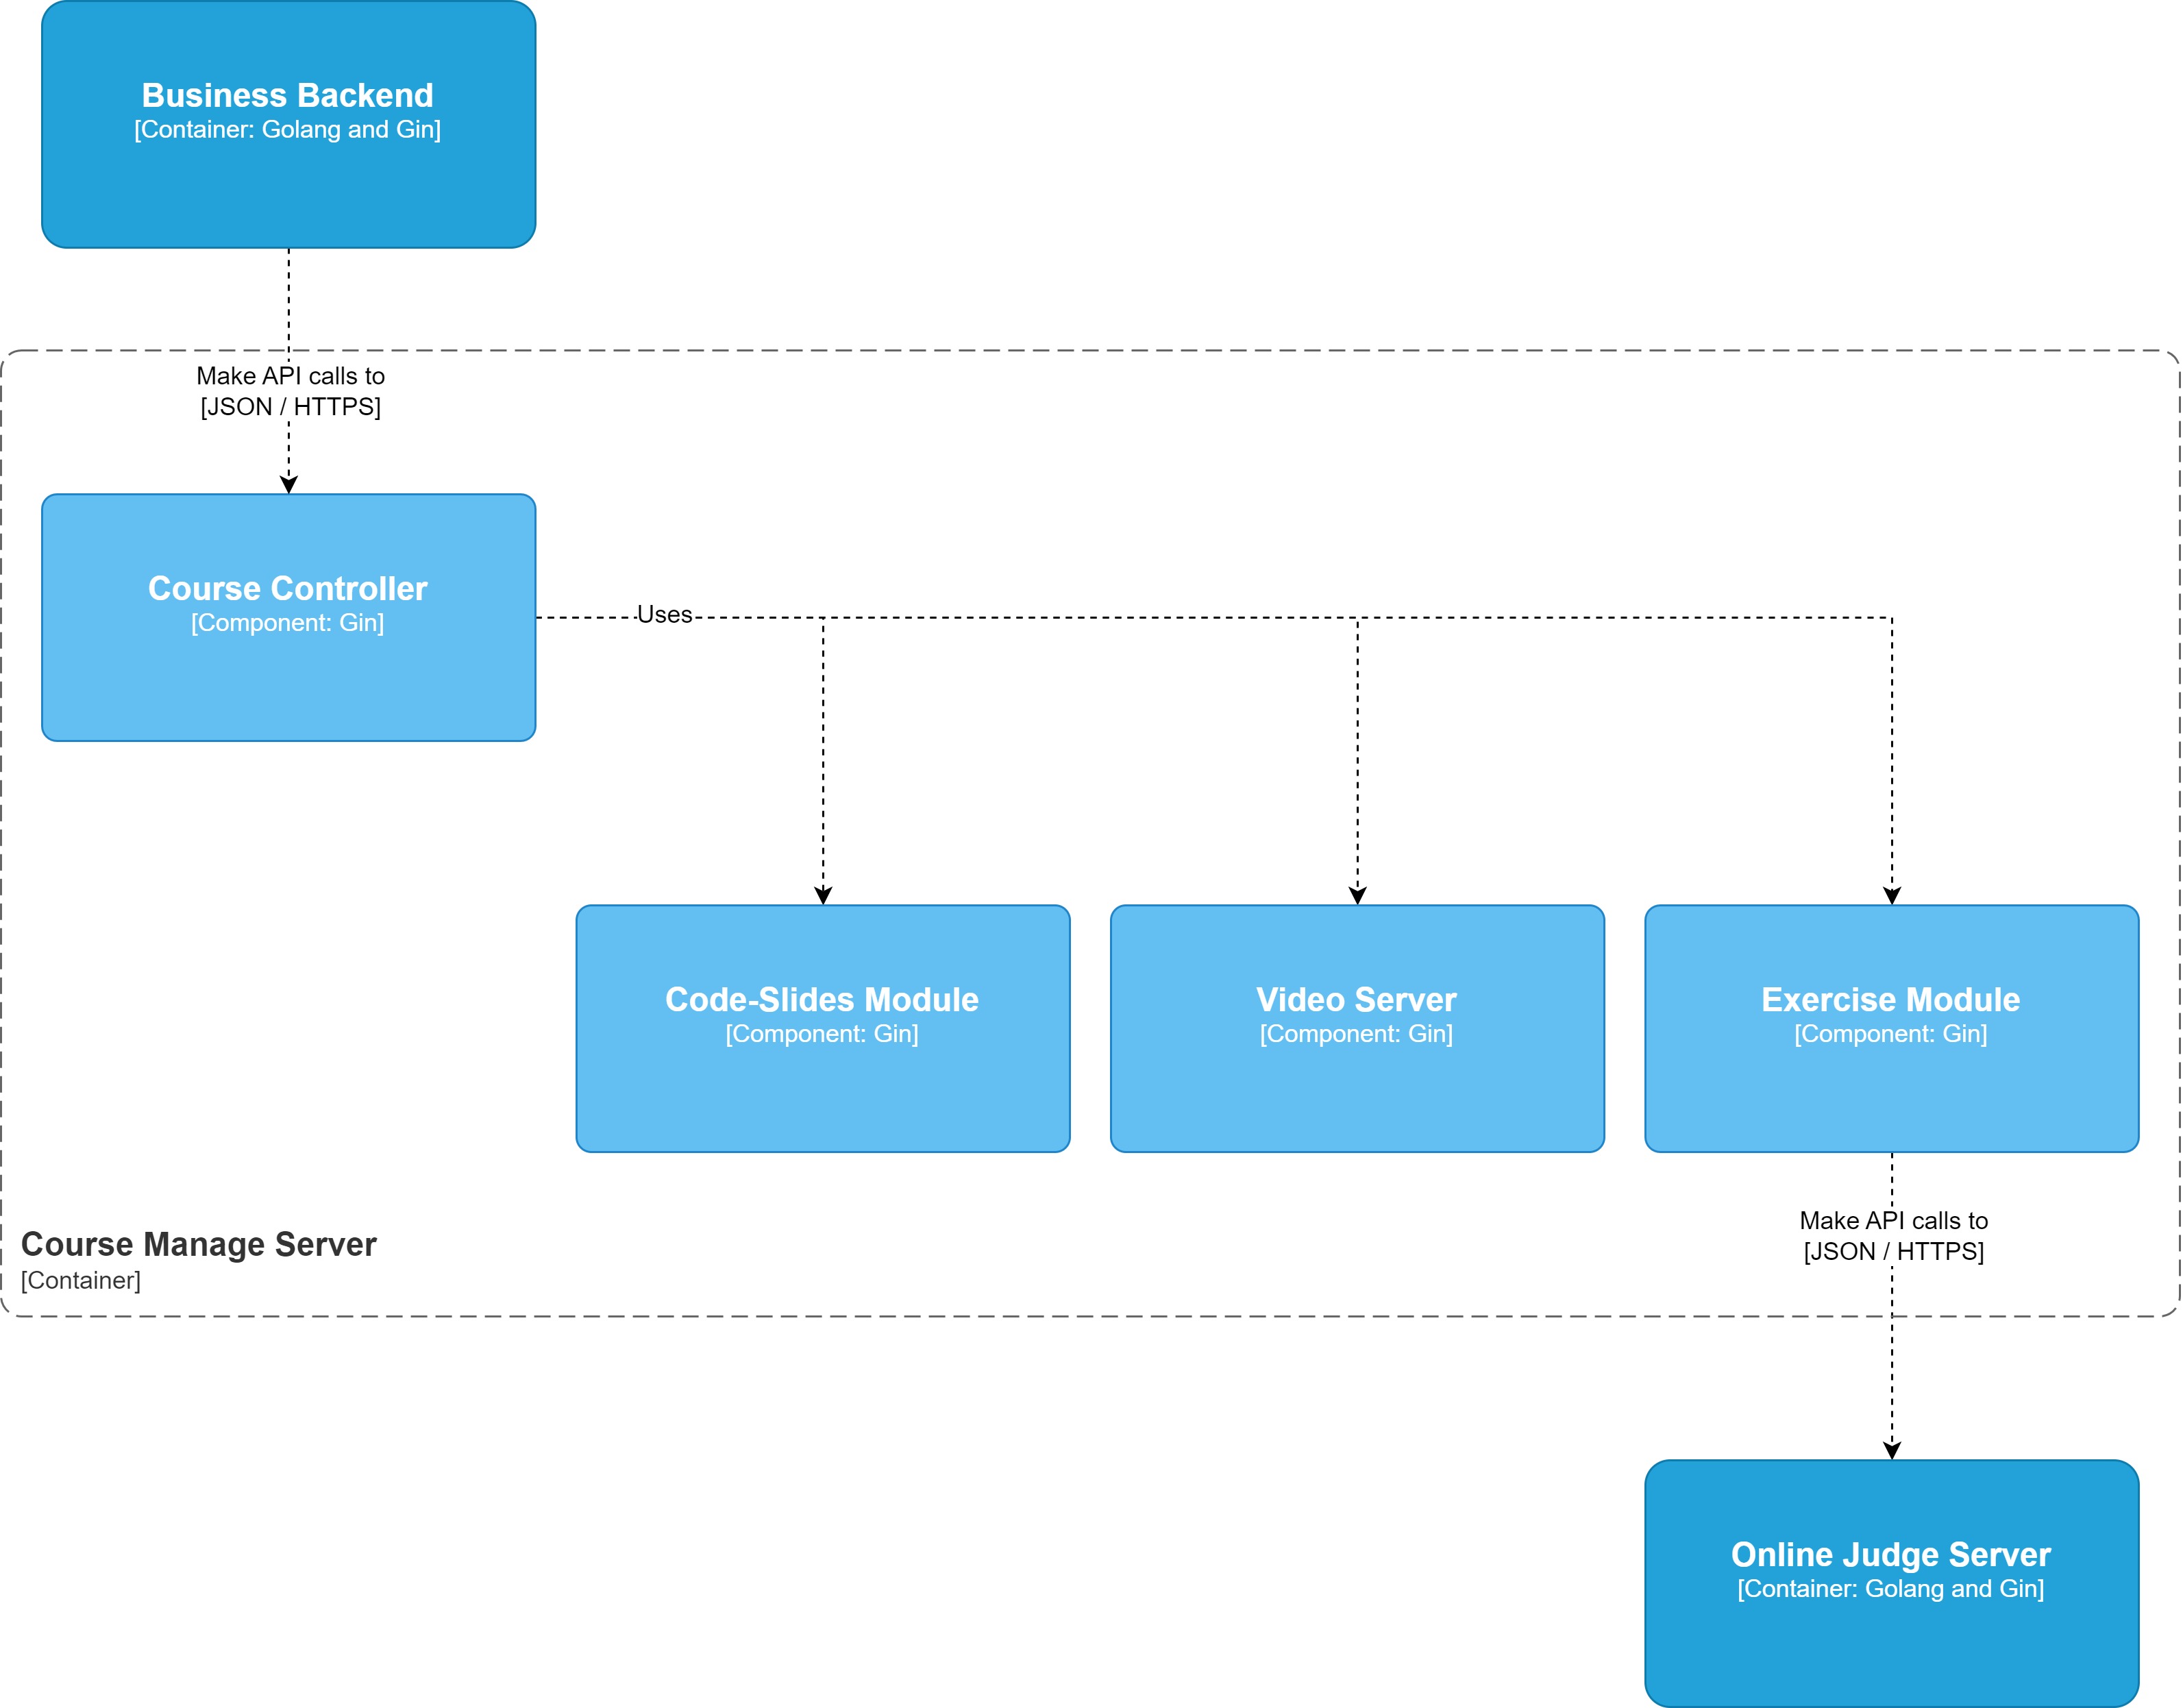 Business Backend
[Container: Golang and Gin]
Make API calls to
[JSON / HTTPS]
Course Controller
[Component: Gin]
Uses
Code-Slides Module
[Component: Gin]
Video Server
[Component: Gin]
Exercise Module
[Component: Gin]
Make API calls to
[JSON / HTTPS]
Course Manage Server
[Container]
Online Judge Server
[Container: Golang and Gin]